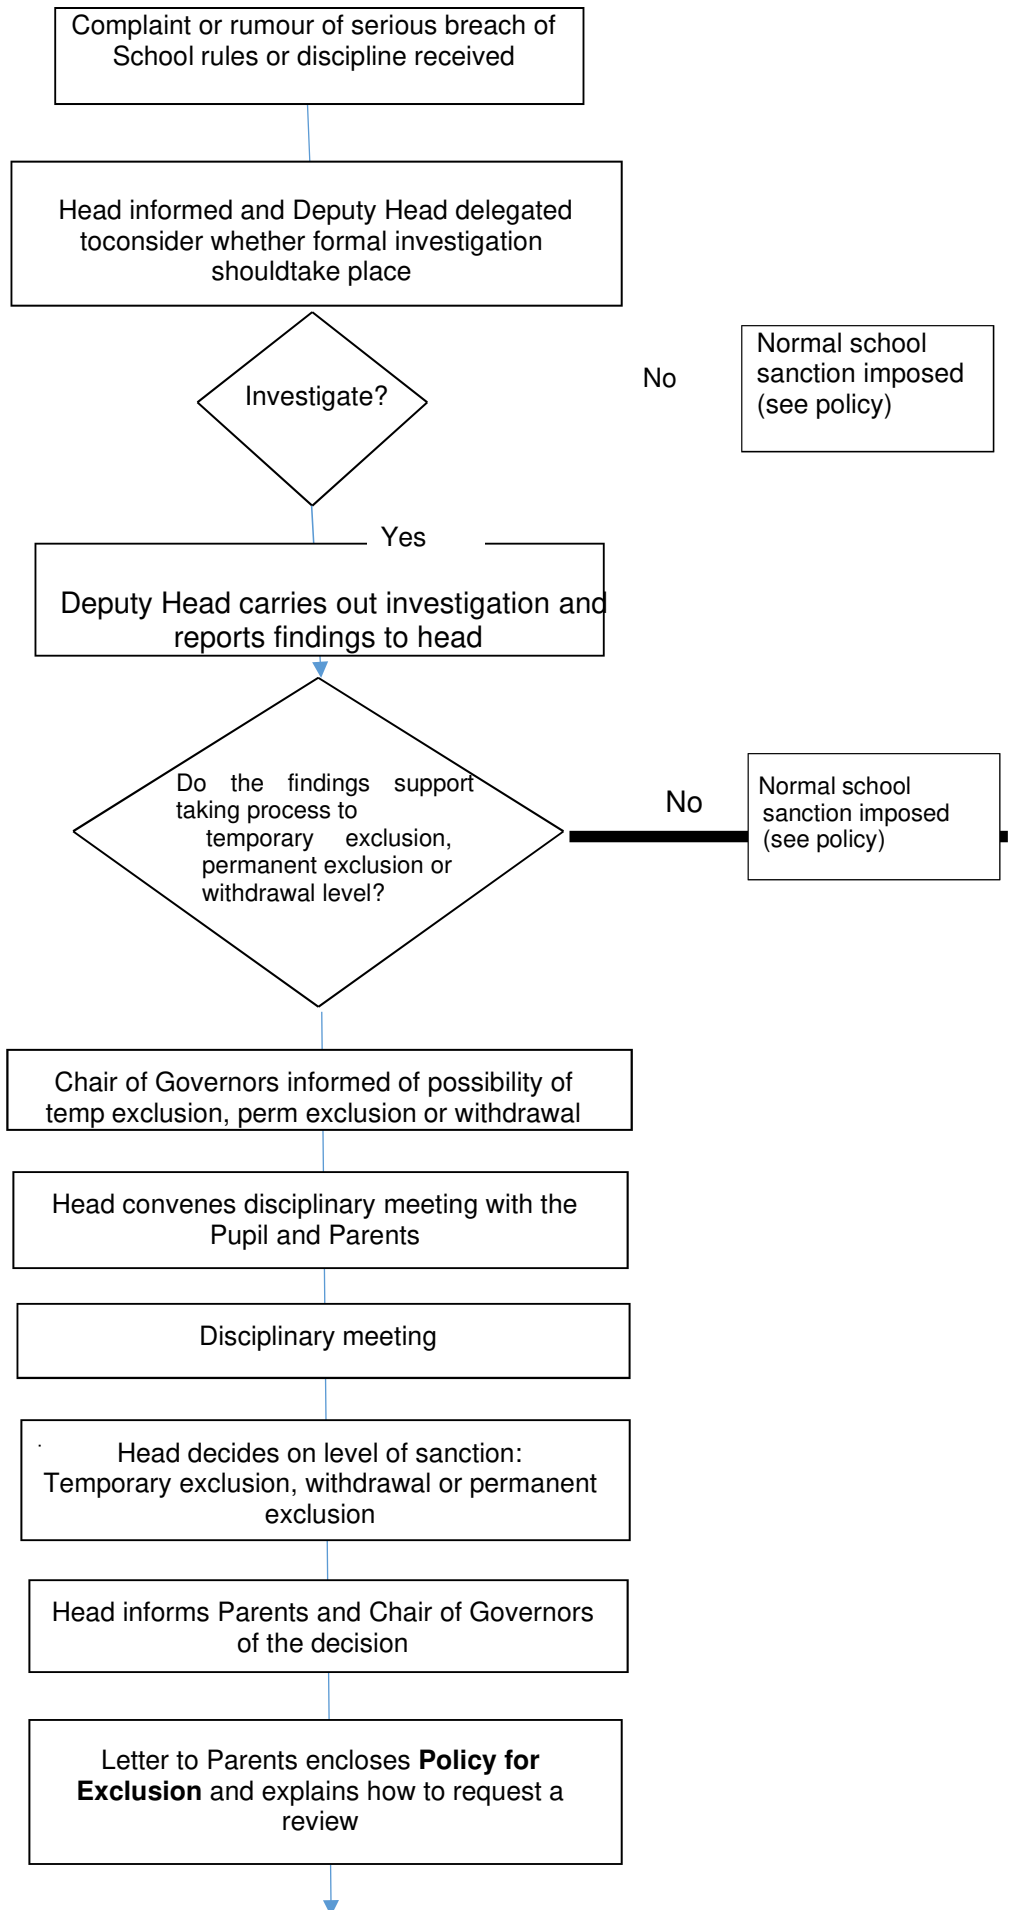 Complaint or rumour of serious breach of
School rules or discipline received
Head informed and Deputy Head delegated
toconsider whether formal investigation
shouldtake place
Investigate?
No
Normal school
sanction imposed
(see policy)
Yes
Deputy Head carries out investigation and
reports findings to head
Do the findings support
taking process to
temporary exclusion,
permanent exclusion or
withdrawal level?
No
Normal school
sanction imposed
(see policy)
Chair of Governors informed of possibility of
temp exclusion, perm exclusion or withdrawal
Head convenes disciplinary meeting with the
Pupil and Parents
Disciplinary meeting
.
Head decides on level of sanction:
Temporary exclusion, withdrawal or permanent
exclusion
Head informs Parents and Chair of Governors
of the decision
Letter to Parents encloses Policy for
Exclusion and explains how to request a
review